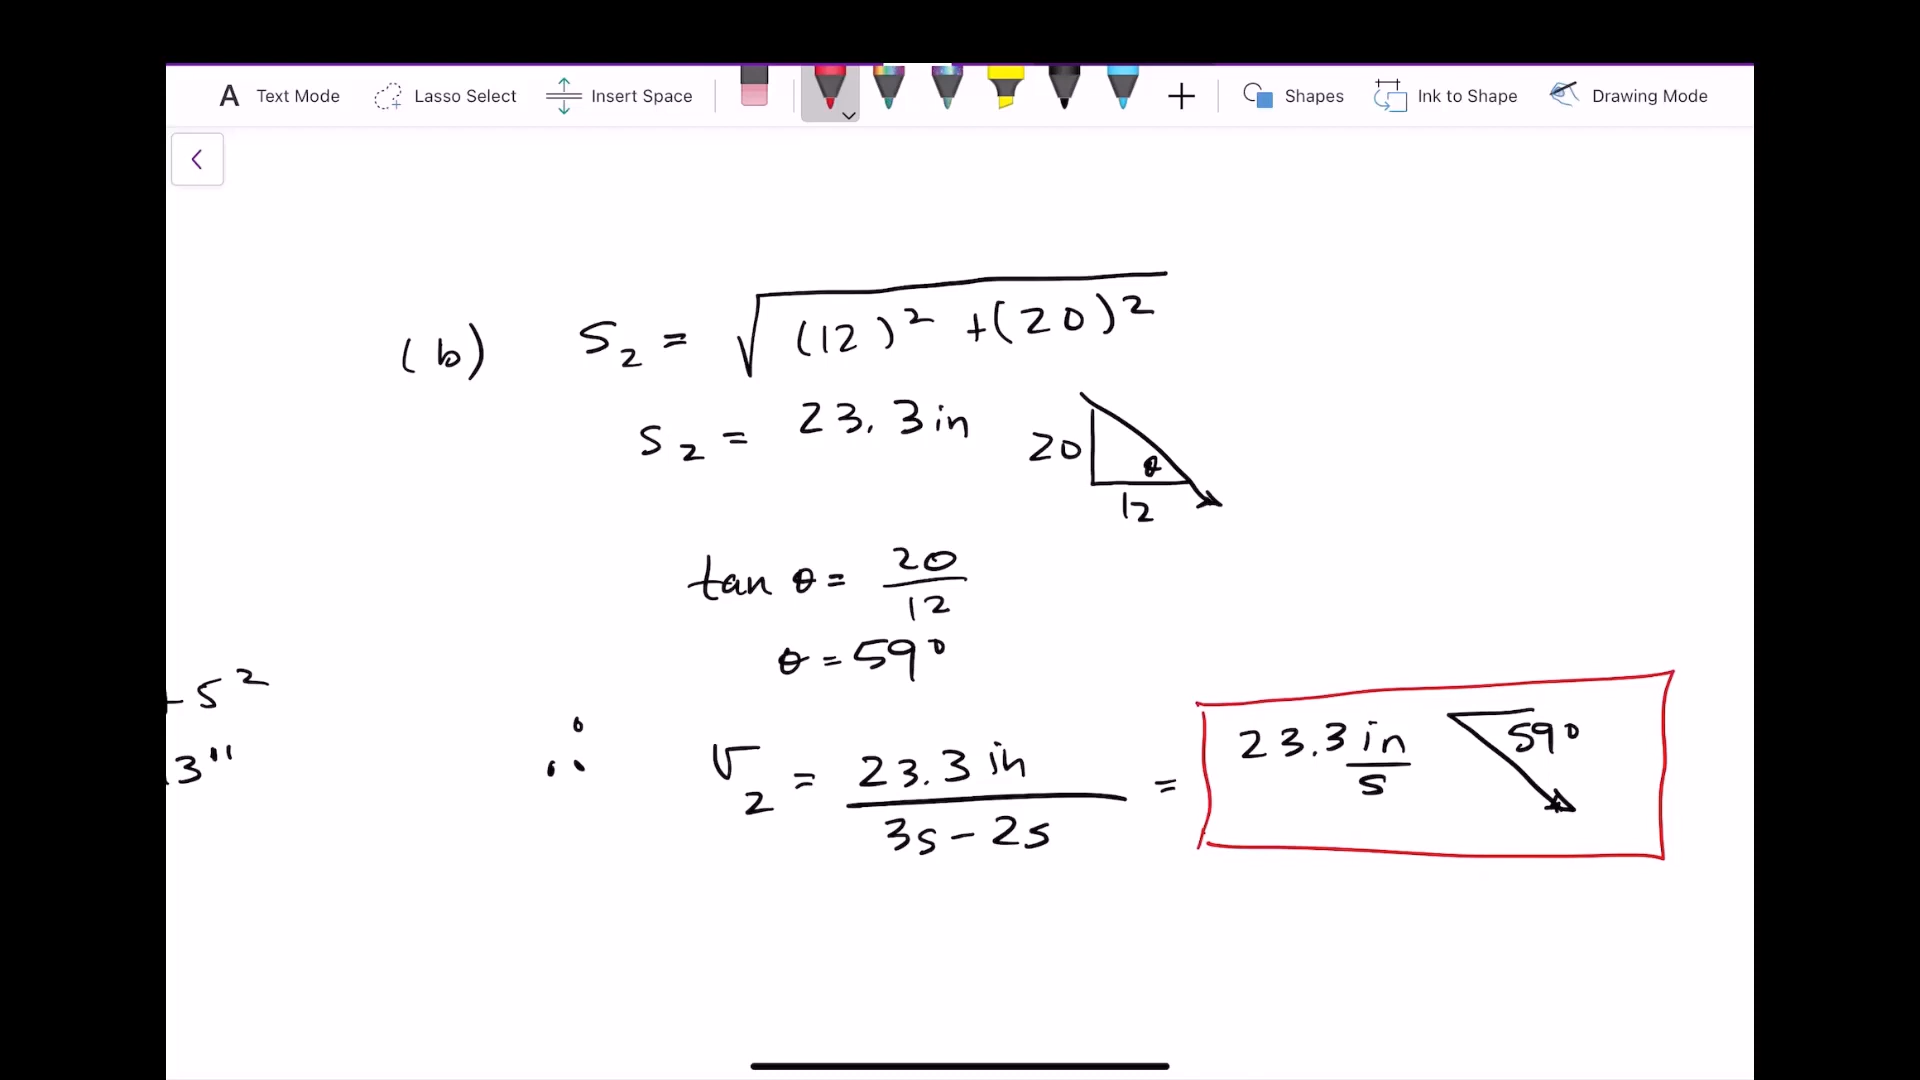 A Text Mode Lasso Select Insert Space Shapes Ink to Shape Drawing Mode
(b) S₂ = √(12)² + (20)²
S₂ = 23.3 in
20
θ
12
tan θ = 20/12
θ = 59°
5²
3"
∴ v₂ = 23.3 in / 3s - 2s = 23.3 in/s 59°